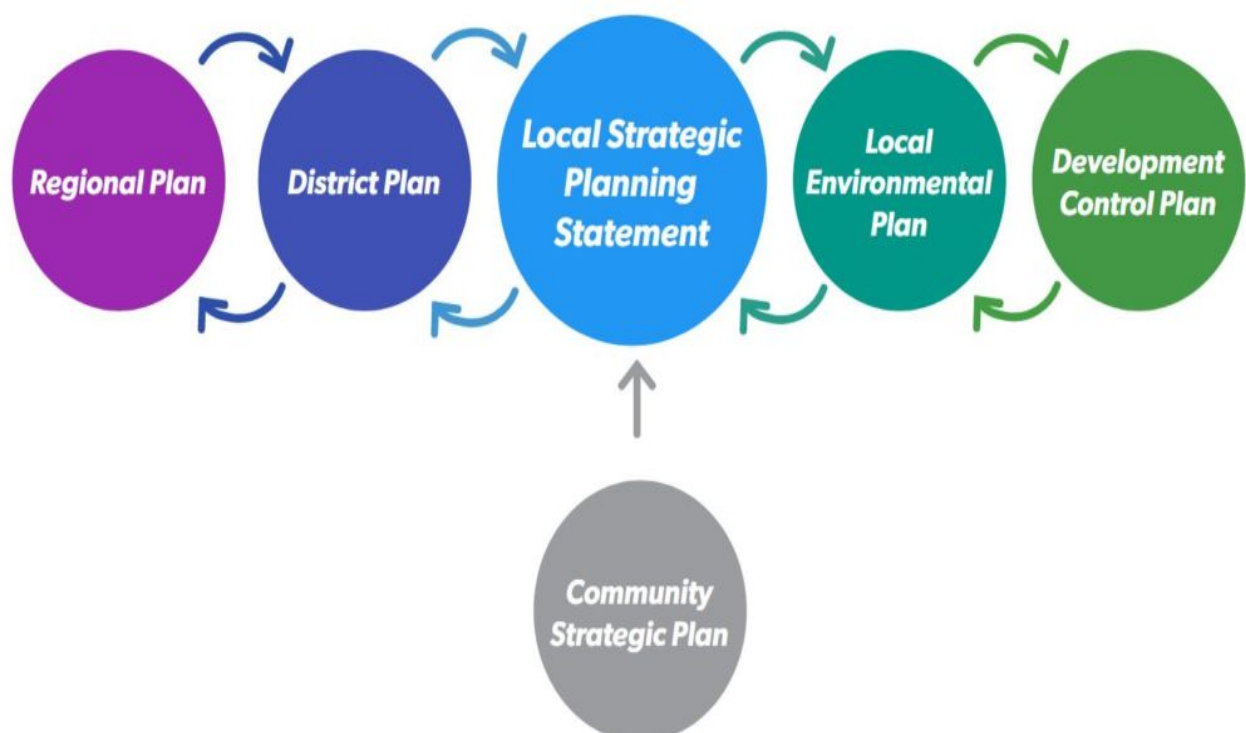 Regional Plan
District Plan
Local Strategic
Planning
Statement
Local
Environmental
Plan
Development
Control Plan
Community
Strategic Plan